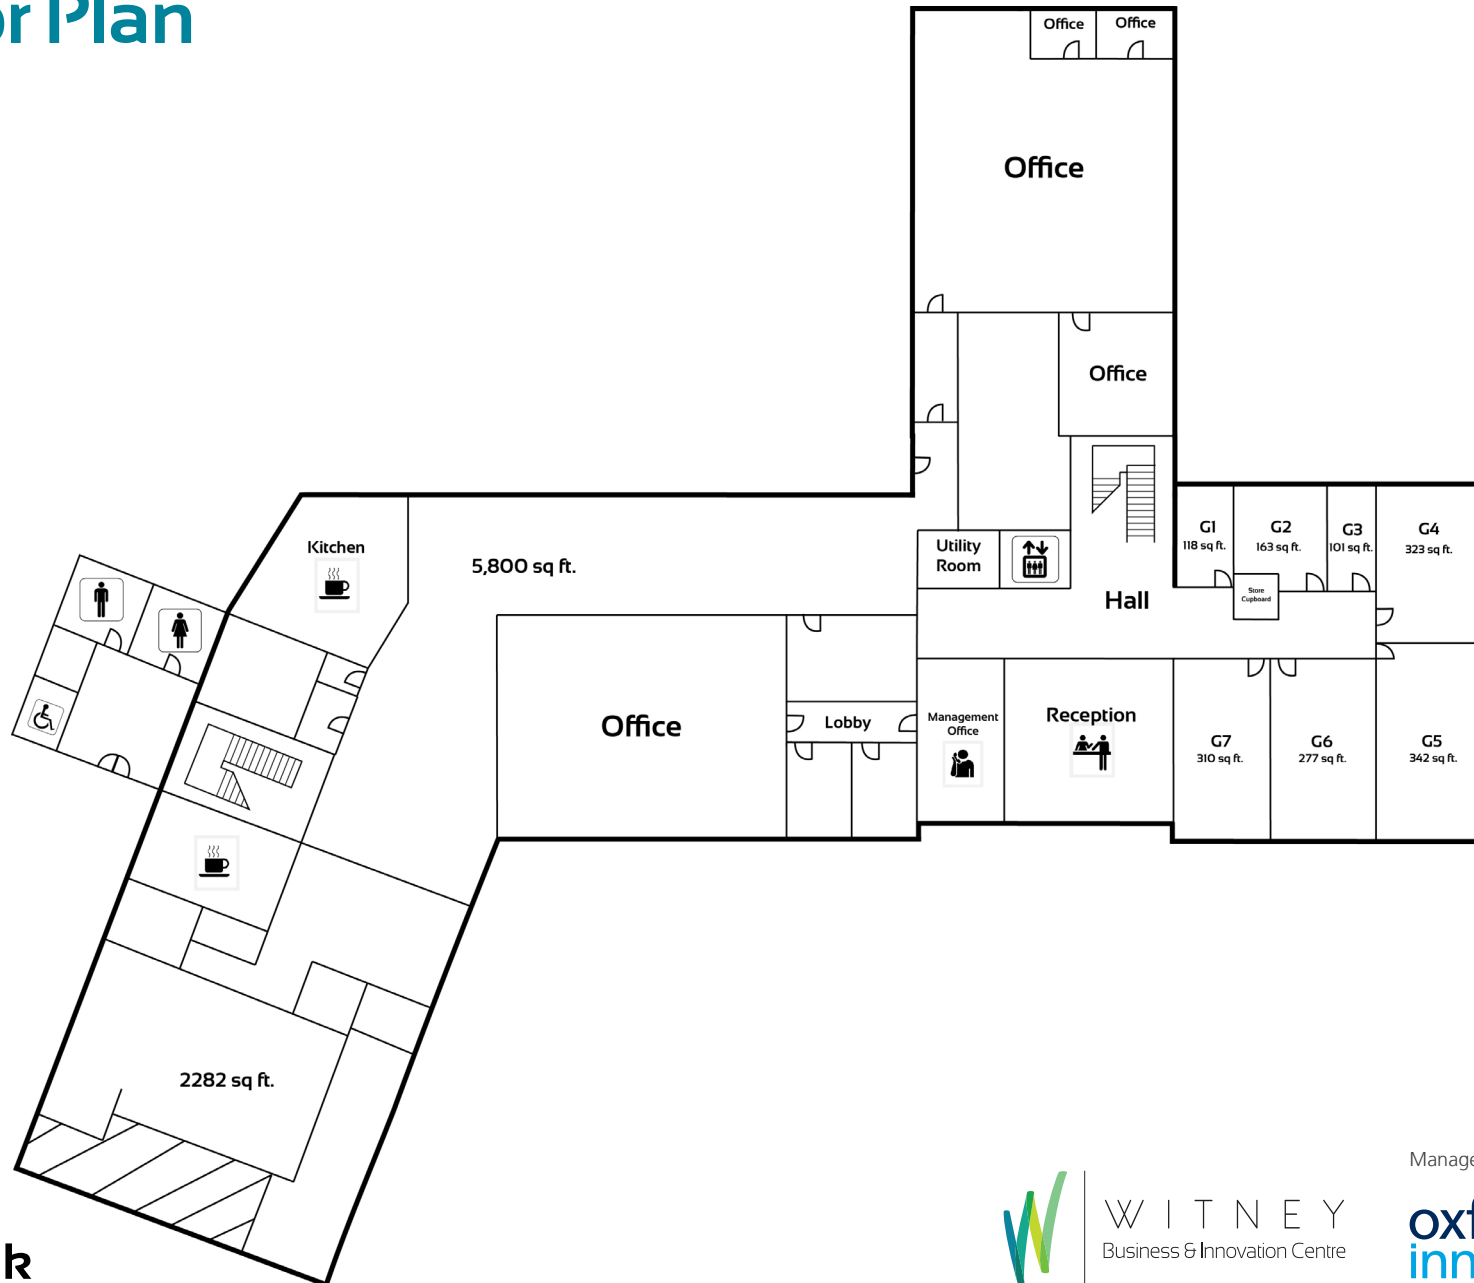 or Plan
Office
Office
Office
Office
Kitchen
5,800 sq ft.
Utility
Room
Hall
G1
118 sq ft.
G2
163 sq ft.
G3
101 sq ft.
G4
323 sq ft.
Store
Cupboard
Office
Lobby
Management
Office
Reception
G7
310 sq ft.
G6
277 sq ft.
G5
342 sq ft.
2282 sq ft.
Manage
WITNEY
Business & Innovation Centre
oxf
inn
k